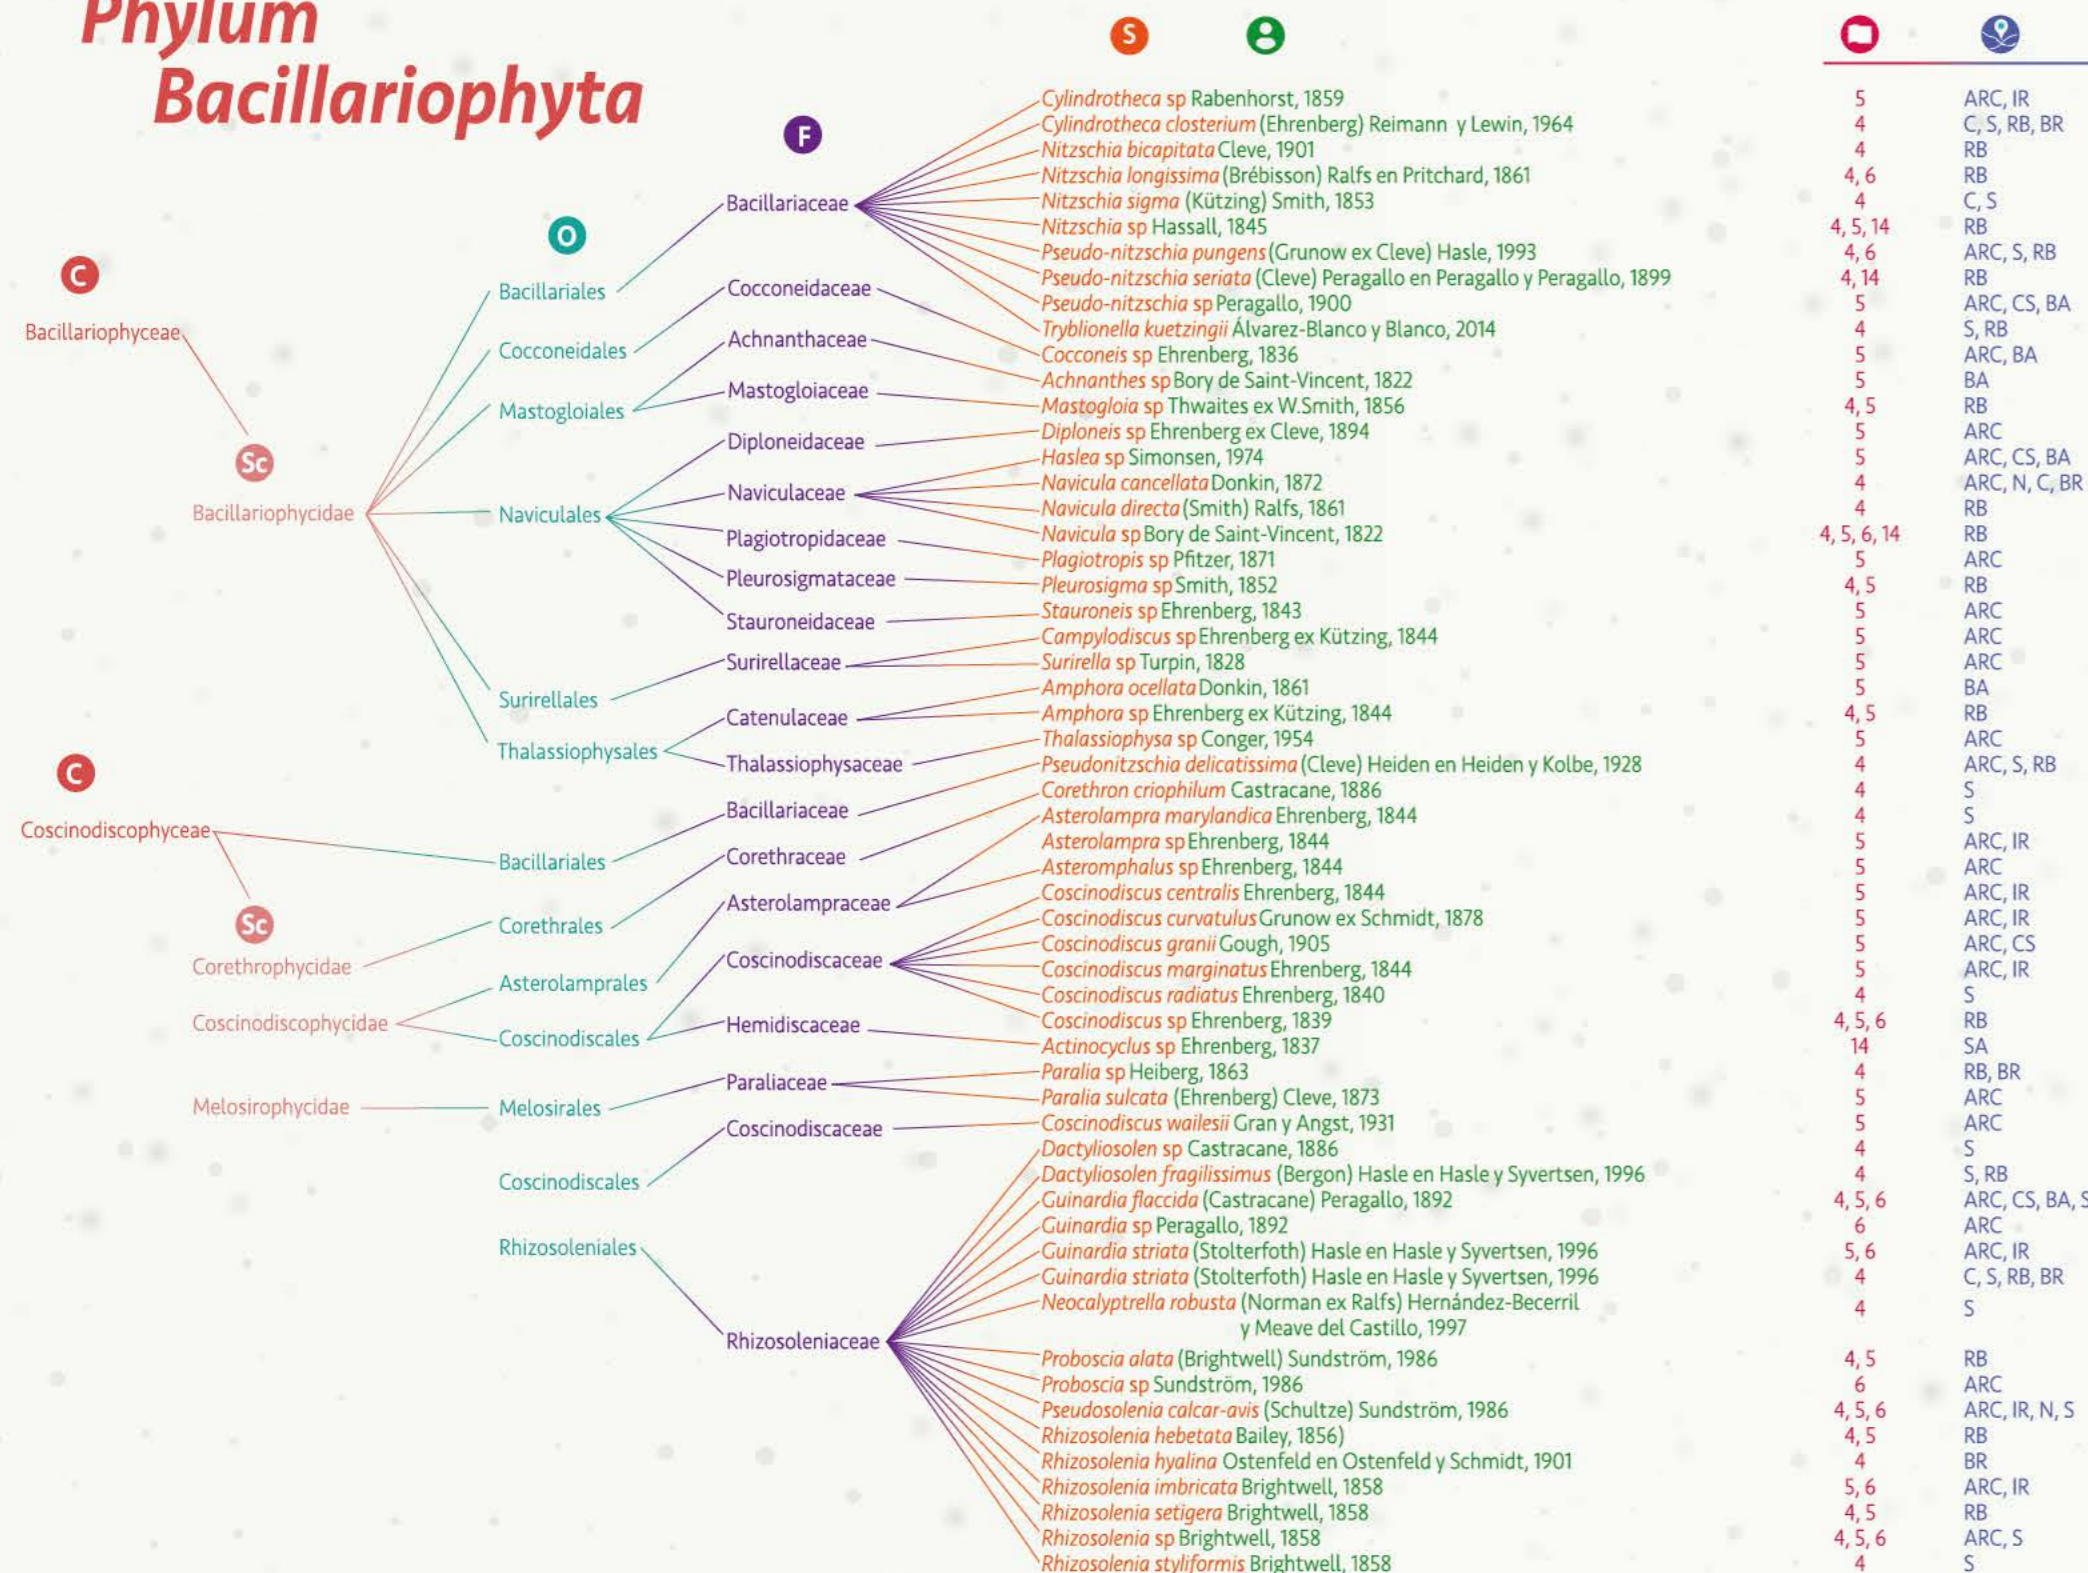 Phylum
Bacillariophyta
C
Bacillariophyceae
Sc
Bacillariophycidae
C
Coscinodiscophyceae
Sc
Corethrophycidae
Coscinodiscophycidae
Melosirophycidae
O
Bacillariales
Cocconeidales
Mastogloiales
Naviculales
Surirellales
Thalassiophysales
Bacillariales
Corethrales
Asterolamprales
Coscinodiscales
Melosirales
Coscinodiscales
Rhizosoleniales
F
Bacillariaceae
Cocconeidaceae
Achnanthaceae
Mastogloiaceae
Diploneidaceae
Naviculaceae
Plagiotropidaceae
Pleurosigmataceae
Stauroneidaceae
Surirellaceae
Catenulaceae
Thalassiophysaceae
Bacillariaceae
Corethraceae
Asterolampraceae
Coscinodiscaceae
Hemidiscaceae
Paraliaceae
Coscinodiscaceae
Rhizosoleniaceae
S
Cylindrotheca sp Rabenhorst, 1859 5 ARC, IR
Cylindrotheca closterium (Ehrenberg) Reimann y Lewin, 1964 4 C, S, RB, BR
Nitzschia bicapitata Cleve, 1901 4 RB
Nitzschia longissima (Brébisson) Ralfs en Pritchard, 1861 4, 6 RB
Nitzschia sigma (Kützing) Smith, 1853 4 C, S
Nitzschia sp Hassall, 1845 4, 5, 14 RB
Pseudo-nitzschia pungens (Grunow ex Cleve) Hasle, 1993 4, 6 ARC, S, RB
Pseudo-nitzschia seriata (Cleve) Peragallo en Peragallo y Peragallo, 1899 4, 14 RB
Pseudo-nitzschia sp Peragallo, 1900 5 ARC, CS, BA
Tryblionella kuetzingii Álvarez-Blanco y Blanco, 2014 4 S, RB
Cocconeis sp Ehrenberg, 1836 5 ARC, BA
Achnanthes sp Bory de Saint-Vincent, 1822 5 BA
Mastogloia sp Thwaites ex W.Smith, 1856 4, 5 RB
Diploneis sp Ehrenberg ex Cleve, 1894 5 ARC
Haslea sp Simonsen, 1974 5 ARC, CS, BA
Navicula cancellata Donkin, 1872 4 ARC, N, C, BR
Navicula directa (Smith) Ralfs, 1861 4 RB
Navicula sp Bory de Saint-Vincent, 1822 4, 5, 6, 14 RB
Plagiotropis sp Pfitzer, 1871 5 ARC
Pleurosigma sp Smith, 1852 4, 5 RB
Stauroneis sp Ehrenberg, 1843 5 ARC
Campylodiscus sp Ehrenberg ex Kützing, 1844 5 ARC
Surirella sp Turpin, 1828 5 ARC
Amphora ocellata Donkin, 1861 5 BA
Amphora sp Ehrenberg ex Kützing, 1844 4, 5 RB
Thalassiophysa sp Conger, 1954 5 ARC
Pseudonitzschia delicatissima (Cleve) Heiden en Heiden y Kolbe, 1928 4 ARC, S, RB
Corethron criophilum Castracane, 1886 4 S
Asterolampra marylandica Ehrenberg, 1844 4 S
Asterolampra sp Ehrenberg, 1844 5 ARC, IR
Asteromphalus sp Ehrenberg, 1844 5 ARC
Coscinodiscus centralis Ehrenberg, 1844 5 ARC, IR
Coscinodiscus curvatulus Grunow ex Schmidt, 1878 5 ARC, IR
Coscinodiscus granii Gough, 1905 5 ARC, CS
Coscinodiscus marginatus Ehrenberg, 1844 5 ARC, IR
Coscinodiscus radiatus Ehrenberg, 1840 4 S
Coscinodiscus sp Ehrenberg, 1839 4, 5, 6 RB
Actinocyclus sp Ehrenberg, 1837 14 SA
Paralia sp Heiberg, 1863 4 RB, BR
Paralia sulcata (Ehrenberg) Cleve, 1873 5 ARC
Coscinodiscus wailesii Gran y Angst, 1931 5 ARC
Dactyliosolen sp Castracane, 1886 4 S
Dactyliosolen fragilissimus (Bergon) Hasle en Hasle y Syvertsen, 1996 4 S, RB
Guinardia flaccida (Castracane) Peragallo, 1892 4, 5, 6 ARC, CS, BA, S
Guinardia sp Peragallo, 1892 6 ARC
Guinardia striata (Stolterfoth) Hasle en Hasle y Syvertsen, 1996 5, 6 ARC, IR
Guinardia striata (Stolterfoth) Hasle en Hasle y Syvertsen, 1996 4 C, S, RB, BR
Neocalyptrella robusta (Norman ex Ralfs) Hernández-Becerril 4 S
y Meave del Castillo, 1997
Proboscia alata (Brightwell) Sundström, 1986 4, 5 RB
Proboscia sp Sundström, 1986 6 ARC
Pseudosolenia calcar-avis (Schultze) Sundström, 1986 4, 5, 6 ARC, IR, N, S
Rhizosolenia hebetata Bailey, 1856) 4, 5 RB
Rhizosolenia hyalina Ostenfeld en Ostenfeld y Schmidt, 1901 4 BR
Rhizosolenia imbricata Brightwell, 1858 5, 6 ARC, IR
Rhizosolenia setigera Brightwell, 1858 4, 5 RB
Rhizosolenia sp Brightwell, 1858 4, 5, 6 ARC, S
Rhizosolenia styliformis Brightwell, 1858 4 S